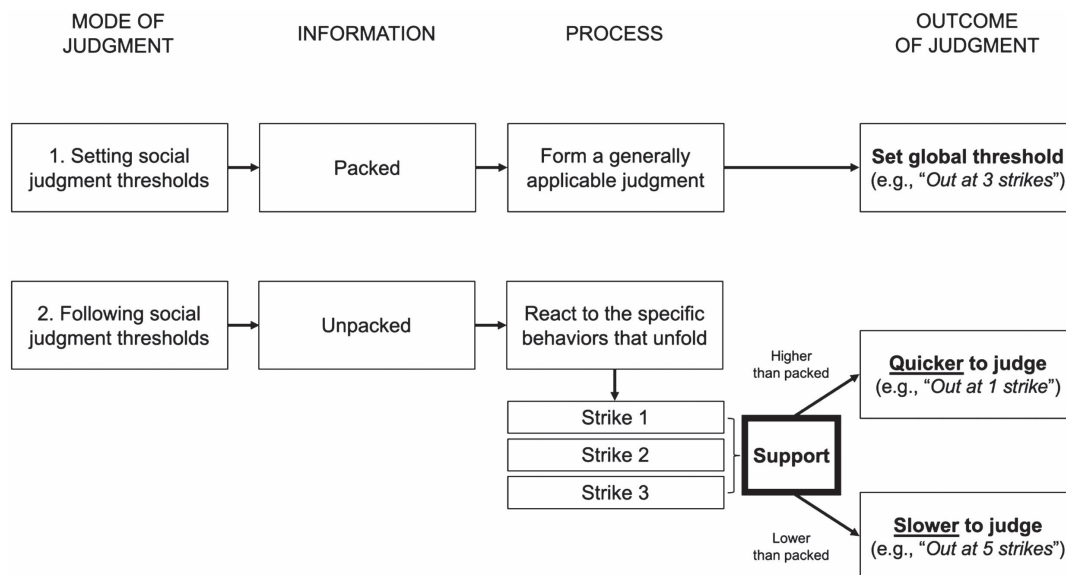 MODE OF
JUDGMENT
INFORMATION
PROCESS
OUTCOME
OF JUDGMENT
1. Setting social
judgment thresholds
Packed
Form a generally
applicable judgment
Set global threshold
(e.g., “Out at 3 strikes”)
2. Following social
judgment thresholds
Unpacked
React to the specific
behaviors that unfold
Strike 1
Strike 2
Strike 3
Support
Higher
than packed
Quicker to judge
(e.g., “Out at 1 strike”)
Lower
than packed
Slower to judge
(e.g., “Out at 5 strikes”)